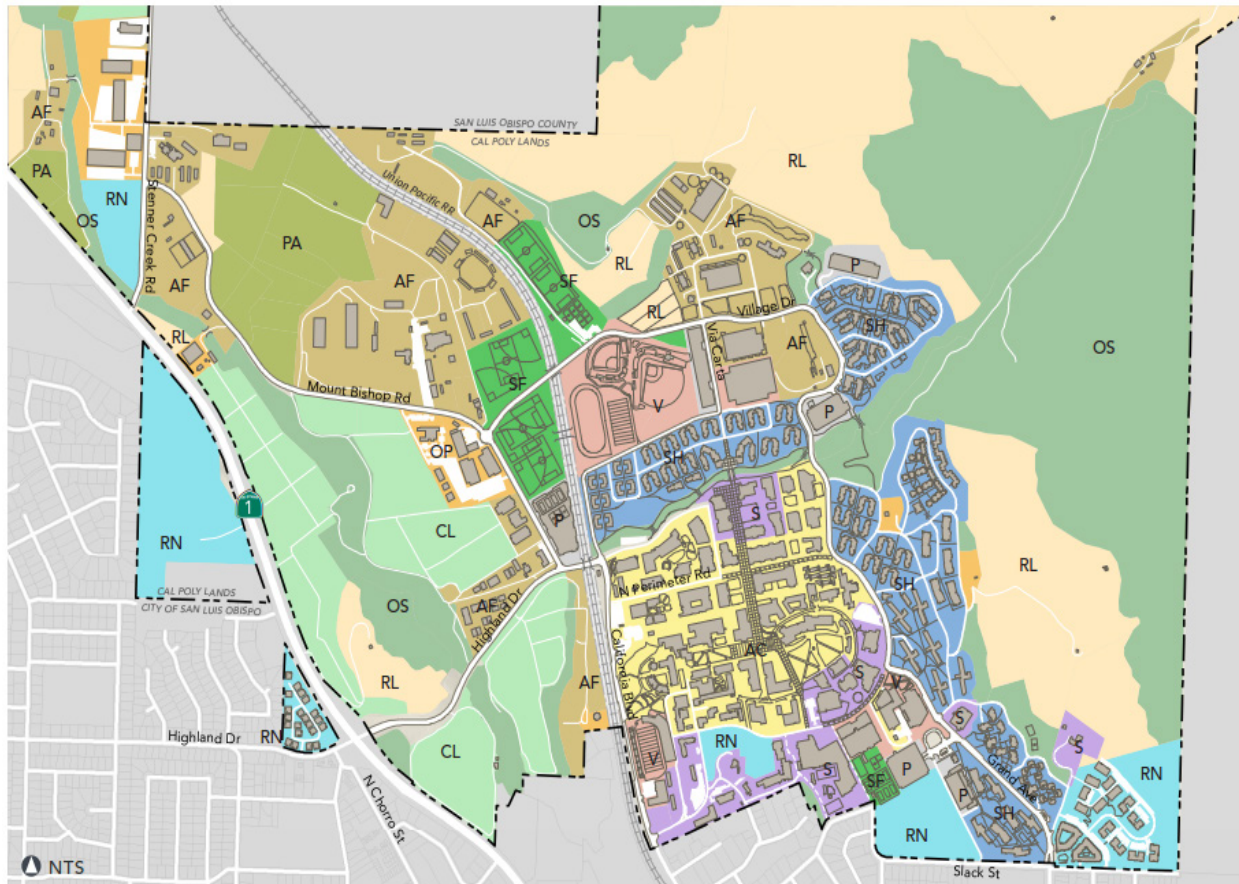 SAN LUIS OBISPO COUNTY
CAL POLY LANDS
AF
PA
OS
RN
Stenner Creek Rd
AF
RL
PA
Union Pacific RR
AF
AF
OS
RL
SF
RL
AF
RL
P
Village Dr
Via Carta
SH
AF
OS
Mount Bishop Rd
SF
V
P
OP
SH
1
RN
CL
P
S
N Perimeter Rd
SH
RL
CAL POLY LANDS
CITY OF SAN LUIS OBISPO
OS
AF
Highland Dr
California Blvd
AC
S
V
RL
AF
S
S
Highland Dr
RN
CL
V
RN
S
SF
P
P
Grand Ave
SH
RN
RN
N Chorro St
NTS
Slack St